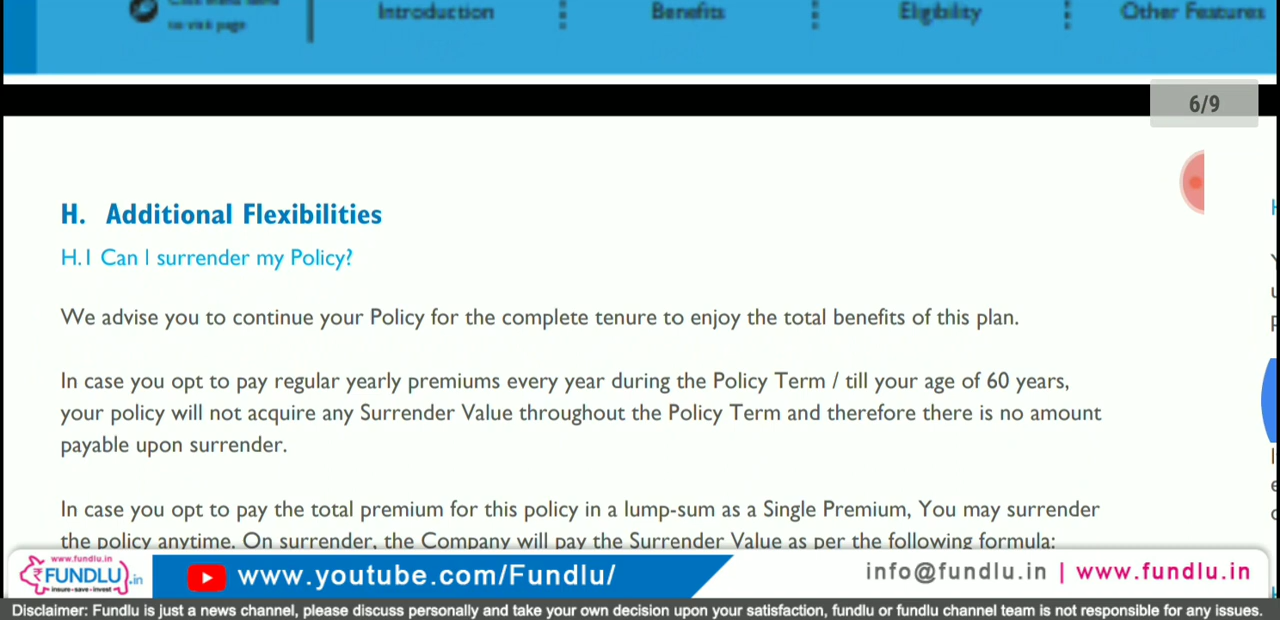 to visit page
Introduction
Benefits
Eligibility
Other Features
6/9
H. Additional Flexibilities
H.1 Can I surrender my Policy?
We advise you to continue your Policy for the complete tenure to enjoy the total benefits of this plan.
In case you opt to pay regular yearly premiums every year during the Policy Term / till your age of 60 years,
your policy will not acquire any Surrender Value throughout the Policy Term and therefore there is no amount
payable upon surrender.
In case you opt to pay the total premium for this policy in a lump-sum as a Single Premium, You may surrender
the policy anytime. On surrender, the Company will pay the Surrender Value as per the following formula:
www.fundlu.in
FUNDLU.in
insure-save-invest
www.youtube.com/Fundlu/
info@fundlu.in | www.fundlu.in
Disclaimer: Fundlu is just a news channel, please discuss personally and take your own decision upon your satisfaction, fundlu or fundlu channel team is not responsible for any issues.